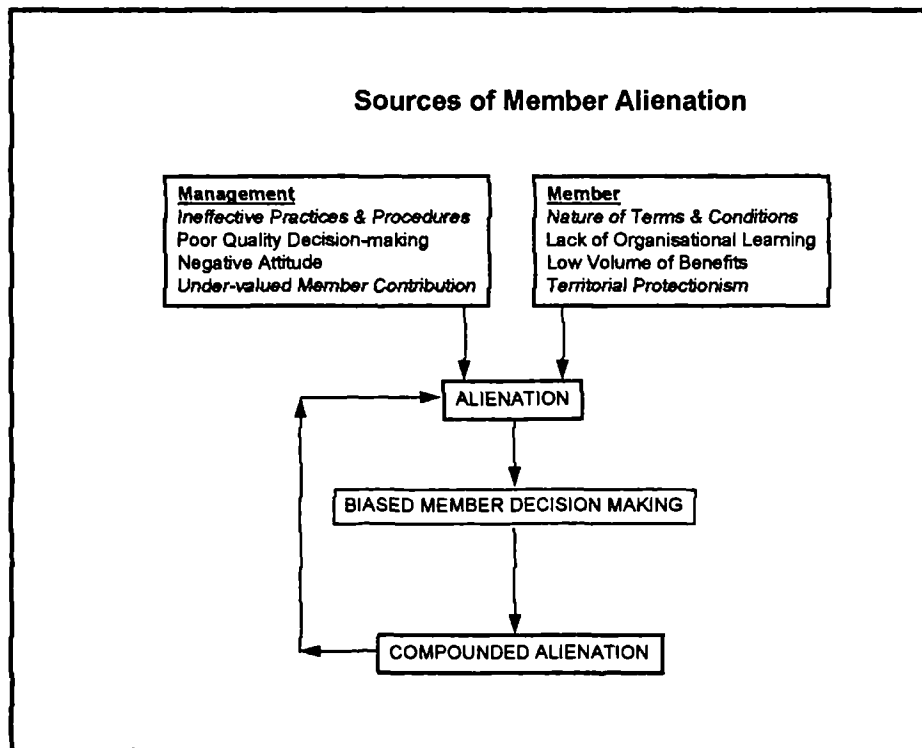 Sources of Member Alienation
Management
Ineffective Practices & Procedures
Poor Quality Decision-making
Negative Attitude
Under-valued Member Contribution
Member
Nature of Terms & Conditions
Lack of Organisational Learning
Low Volume of Benefits
Territorial Protectionism
ALIENATION
BIASED MEMBER DECISION MAKING
COMPOUNDED ALIENATION